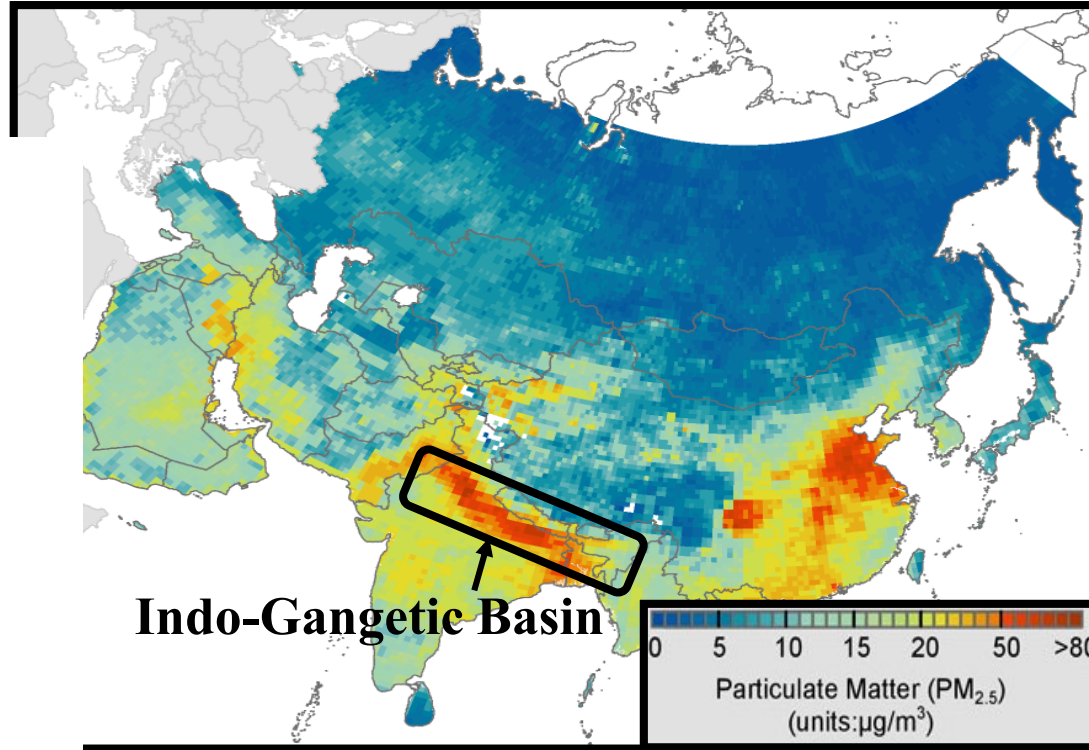 Indo-Gangetic Basin
0 5 10 15 20 50 >80
Particulate Matter (PM2.5)
(units:µg/m³)